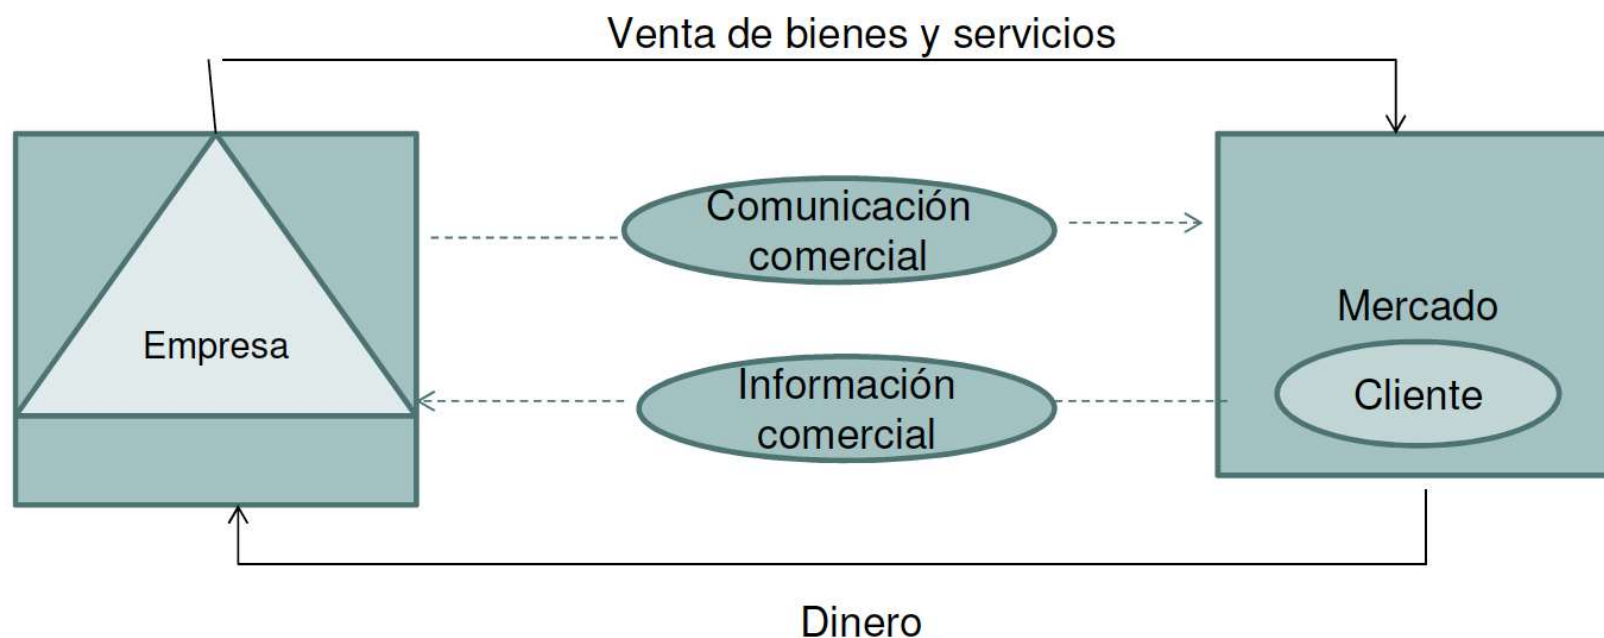 Venta de bienes y servicios
Comunicación
comercial
Mercado
Empresa
Información
comercial
Cliente
Dinero